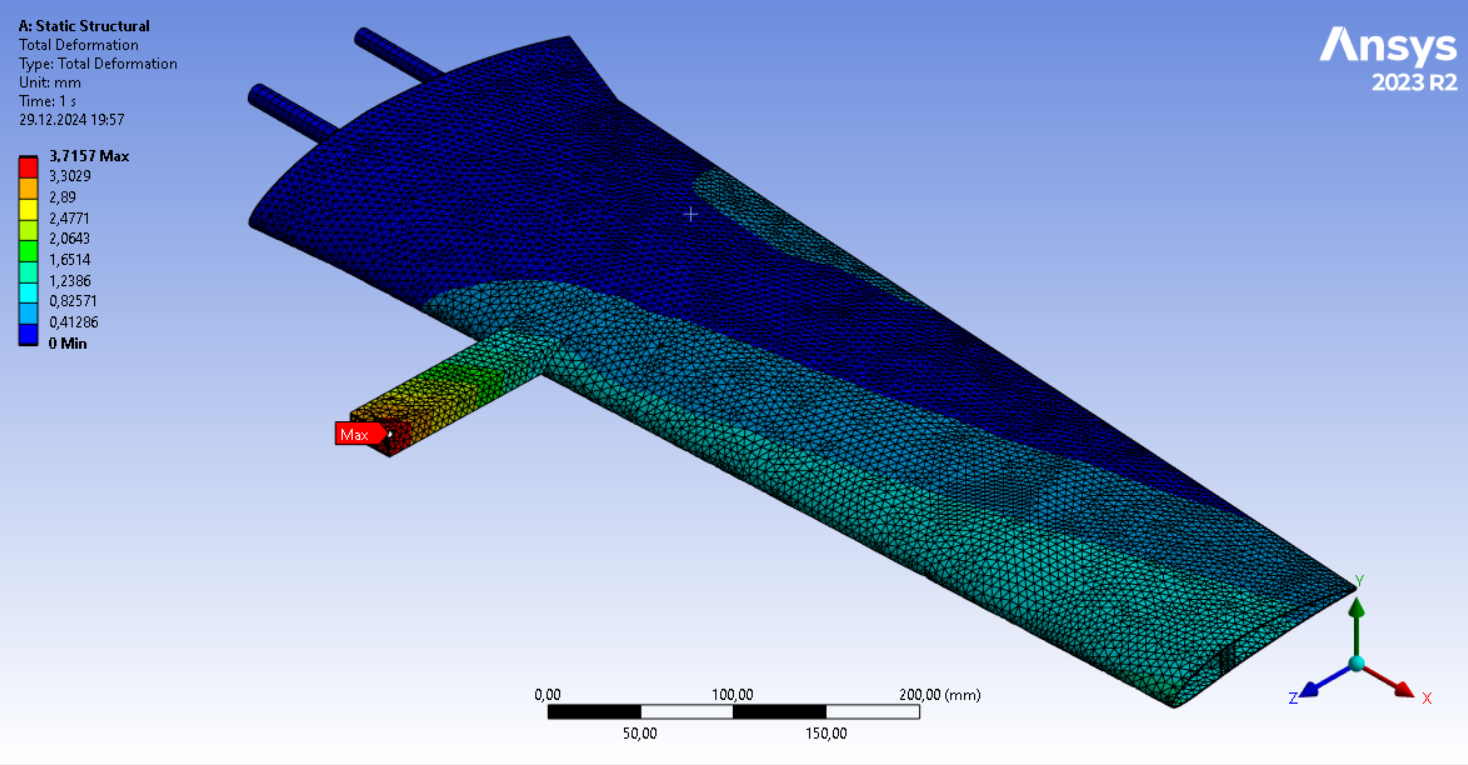 A: Static Structural
Total Deformation
Type: Total Deformation
Unit: mm
Time: 1 s
29.12.2024 19:57
3,7157 Max
3,3029
2,89
2,4771
2,0643
1,6514
1,2386
0,82571
0,41286
0 Min
Ansys
2023 R2
Max
0,00 100,00 200,00 (mm)
50,00 150,00
Y
Z X